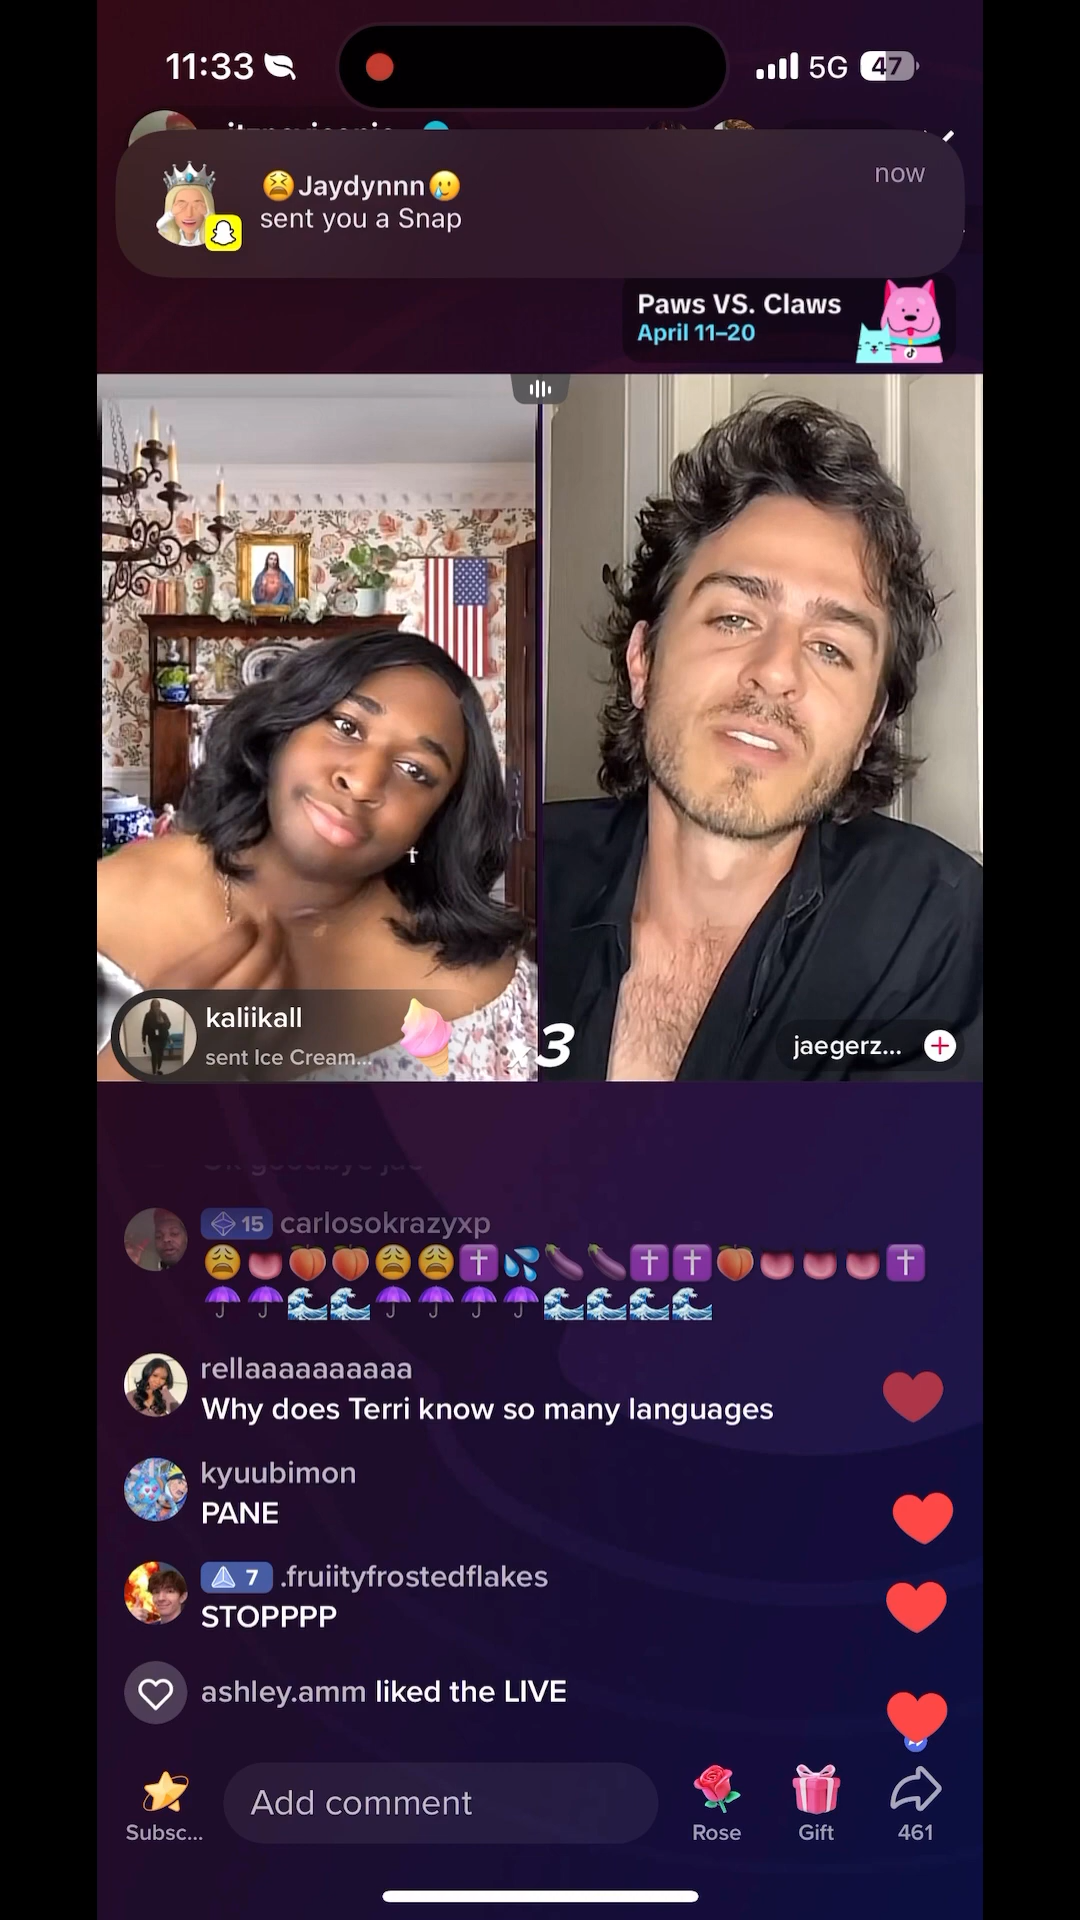 11:33
5G 47
😫Jaydynnn🥲
now
sent you a Snap
Paws VS. Claws
April 11–20
kaliikall
sent Ice Cream...
x3
jaegerz...
15 carlosokrazyxp
😩👅🍑🍑😩😩✝️💦🍆🍆✝️✝️🍑👅👅👅✝️
☂️☂️🌊🌊☂️☂️☂️☂️🌊🌊🌊🌊
rellaaaaaaaaaa
Why does Terri know so many languages
kyuubimon
PANE
7 .fruiityfrostedflakes
STOPPPP
ashley.amm liked the LIVE
Subsc...
Add comment
Rose
Gift
461